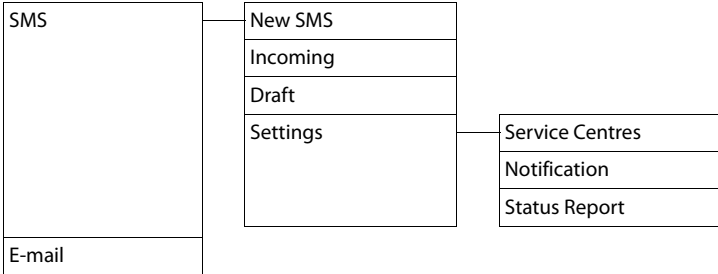 SMS
New SMS
Incoming
Draft
Settings
Service Centres
Notification
Status Report
E-mail